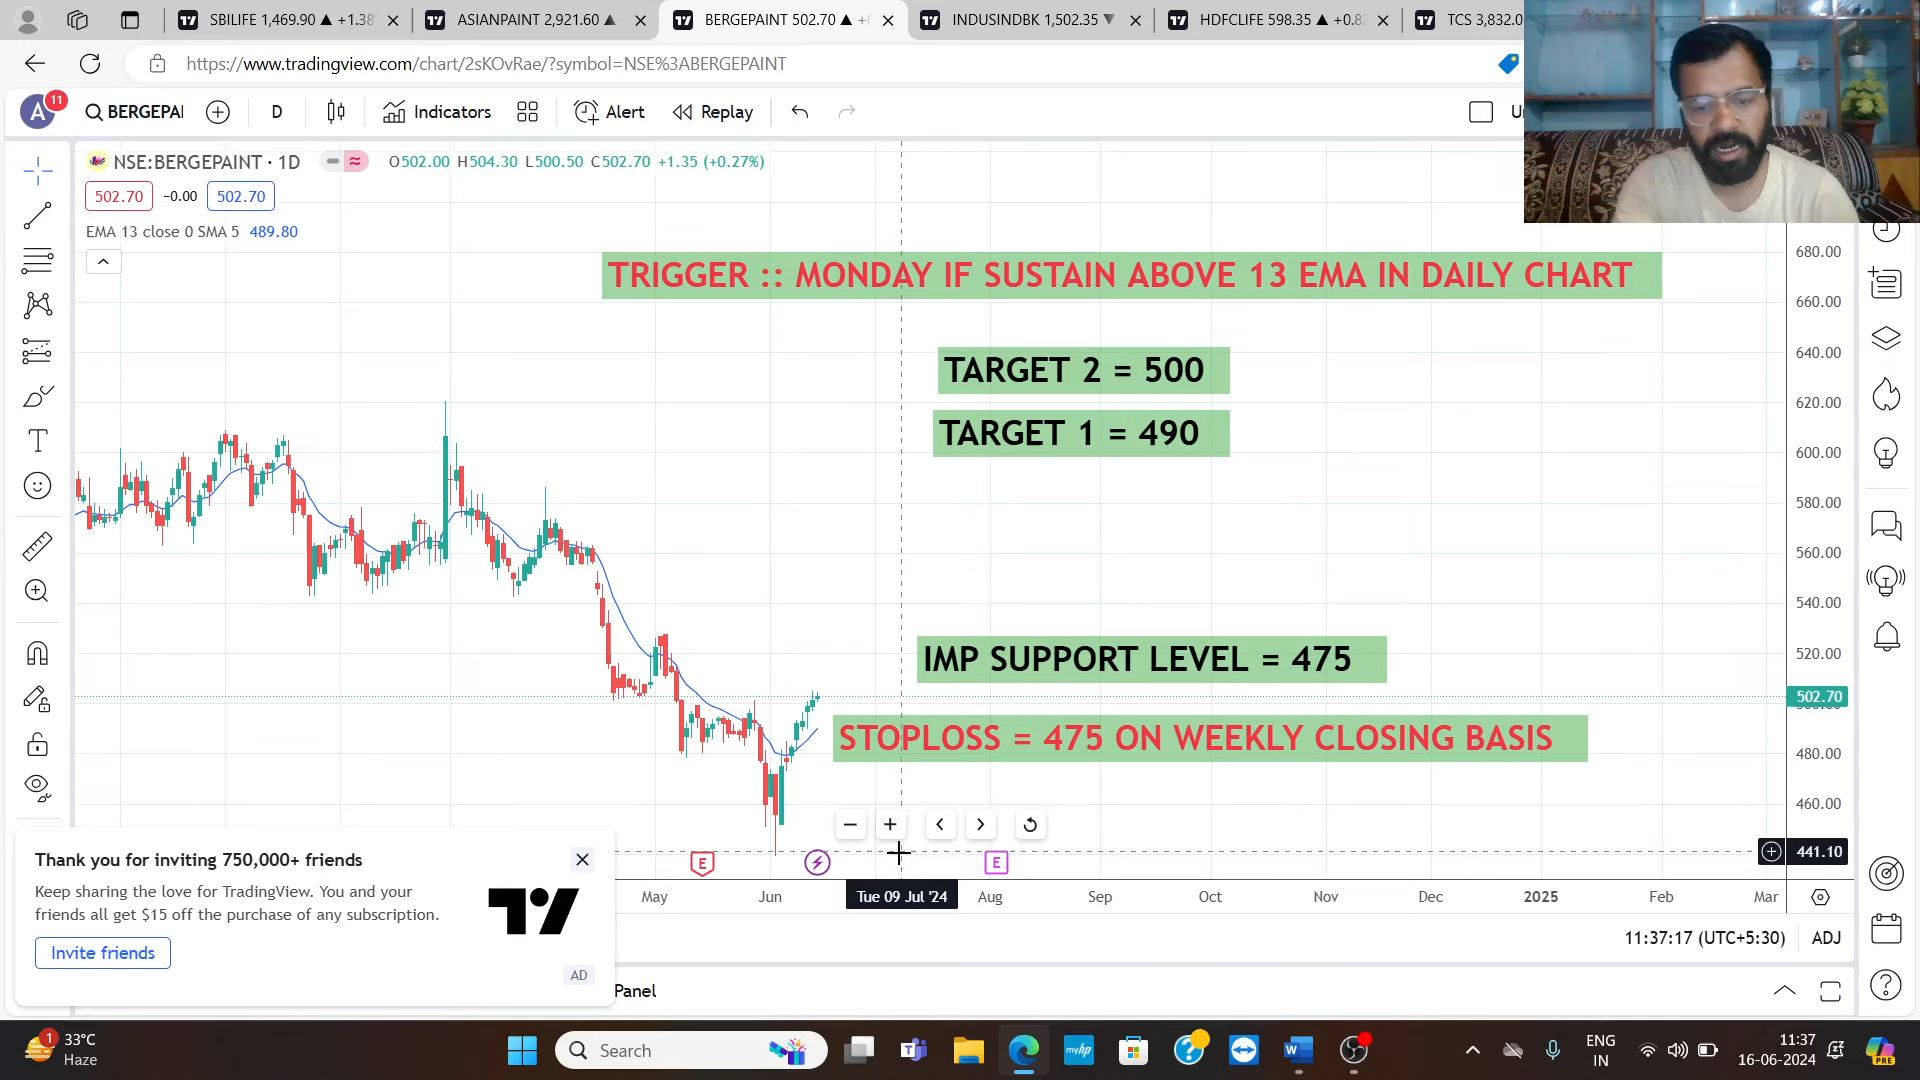 SBILIFE 1,469.90 ▲ +1.38
ASIANPAINT 2,921.60 ▲
BERGEPAINT 502.70 ▲
INDUSINDBK 1,502.35 ▼
HDFCLIFE 598.35 ▲ +0.82
TCS 3,832.0
https://www.tradingview.com/chart/2sKOvRae/?symbol=NSE%3ABERGEPAINT
A
11
BERGEPAI
D
Indicators
Alert
Replay
NSE:BERGEPAINT · 1D
O502.00 H504.30 L500.50 C502.70 +1.35 (+0.27%)
502.70 −0.00 502.70
EMA 13 close 0 SMA 5 489.80
TRIGGER :: MONDAY IF SUSTAIN ABOVE 13 EMA IN DAILY CHART
TARGET 2 = 500
TARGET 1 = 490
IMP SUPPORT LEVEL = 475
STOPLOSS = 475 ON WEEKLY CLOSING BASIS
680.00
660.00
640.00
620.00
600.00
580.00
560.00
540.00
520.00
502.70
480.00
460.00
441.10
E
E
May
Jun
Tue 09 Jul '24
Aug
Sep
Oct
Nov
Dec
2025
Feb
Mar
Thank you for inviting 750,000+ friends
Keep sharing the love for TradingView. You and your
friends all get $15 off the purchase of any subscription.
Invite friends
AD
11:37:17 (UTC+5:30)
ADJ
Panel
1
33°C
Haze
Search
myhp
ENG
IN
11:37
16-06-2024
PRE